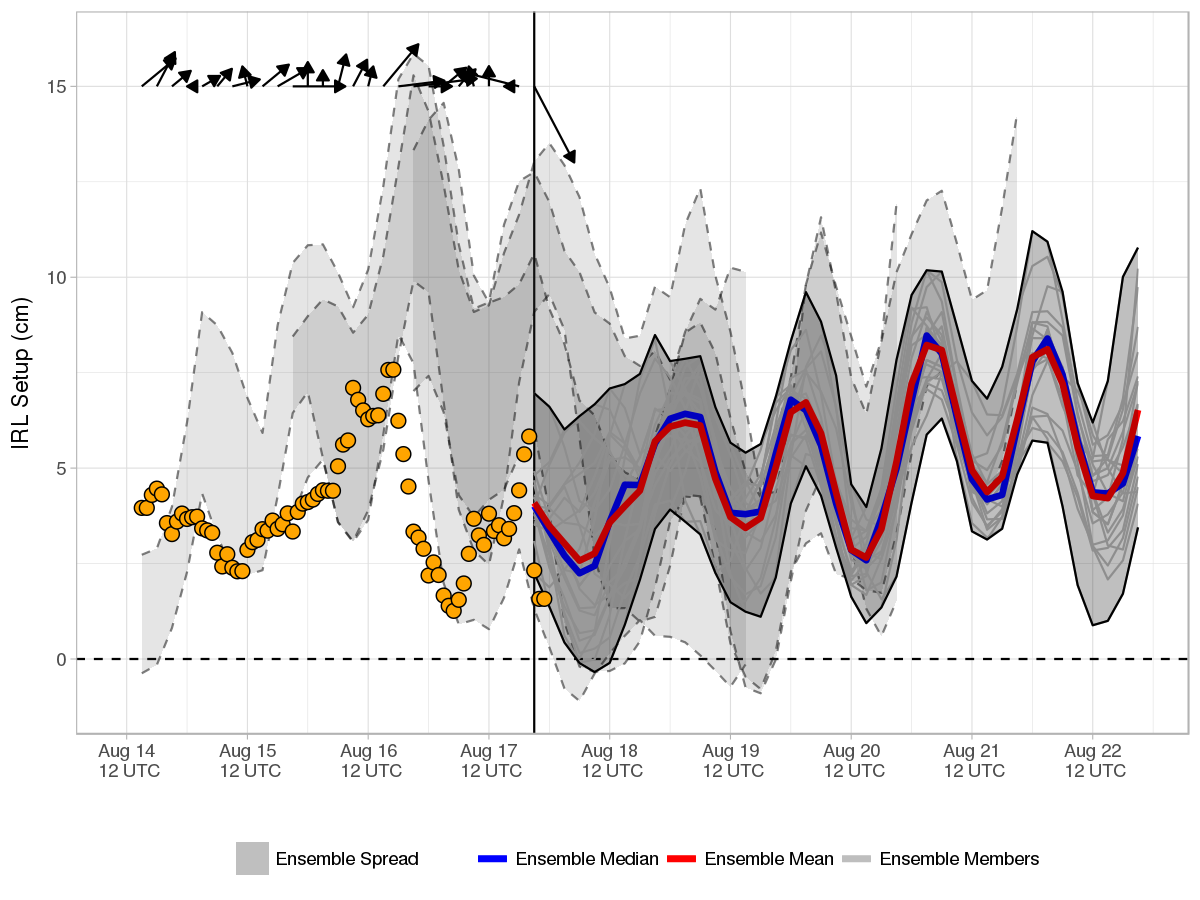 IRL Setup (cm)
15
10
5
0
Aug 14 Aug 15 Aug 16 Aug 17 Aug 18 Aug 19 Aug 20 Aug 21 Aug 22
12 UTC 12 UTC 12 UTC 12 UTC 12 UTC 12 UTC 12 UTC 12 UTC 12 UTC
Ensemble Spread Ensemble Median Ensemble Mean Ensemble Members